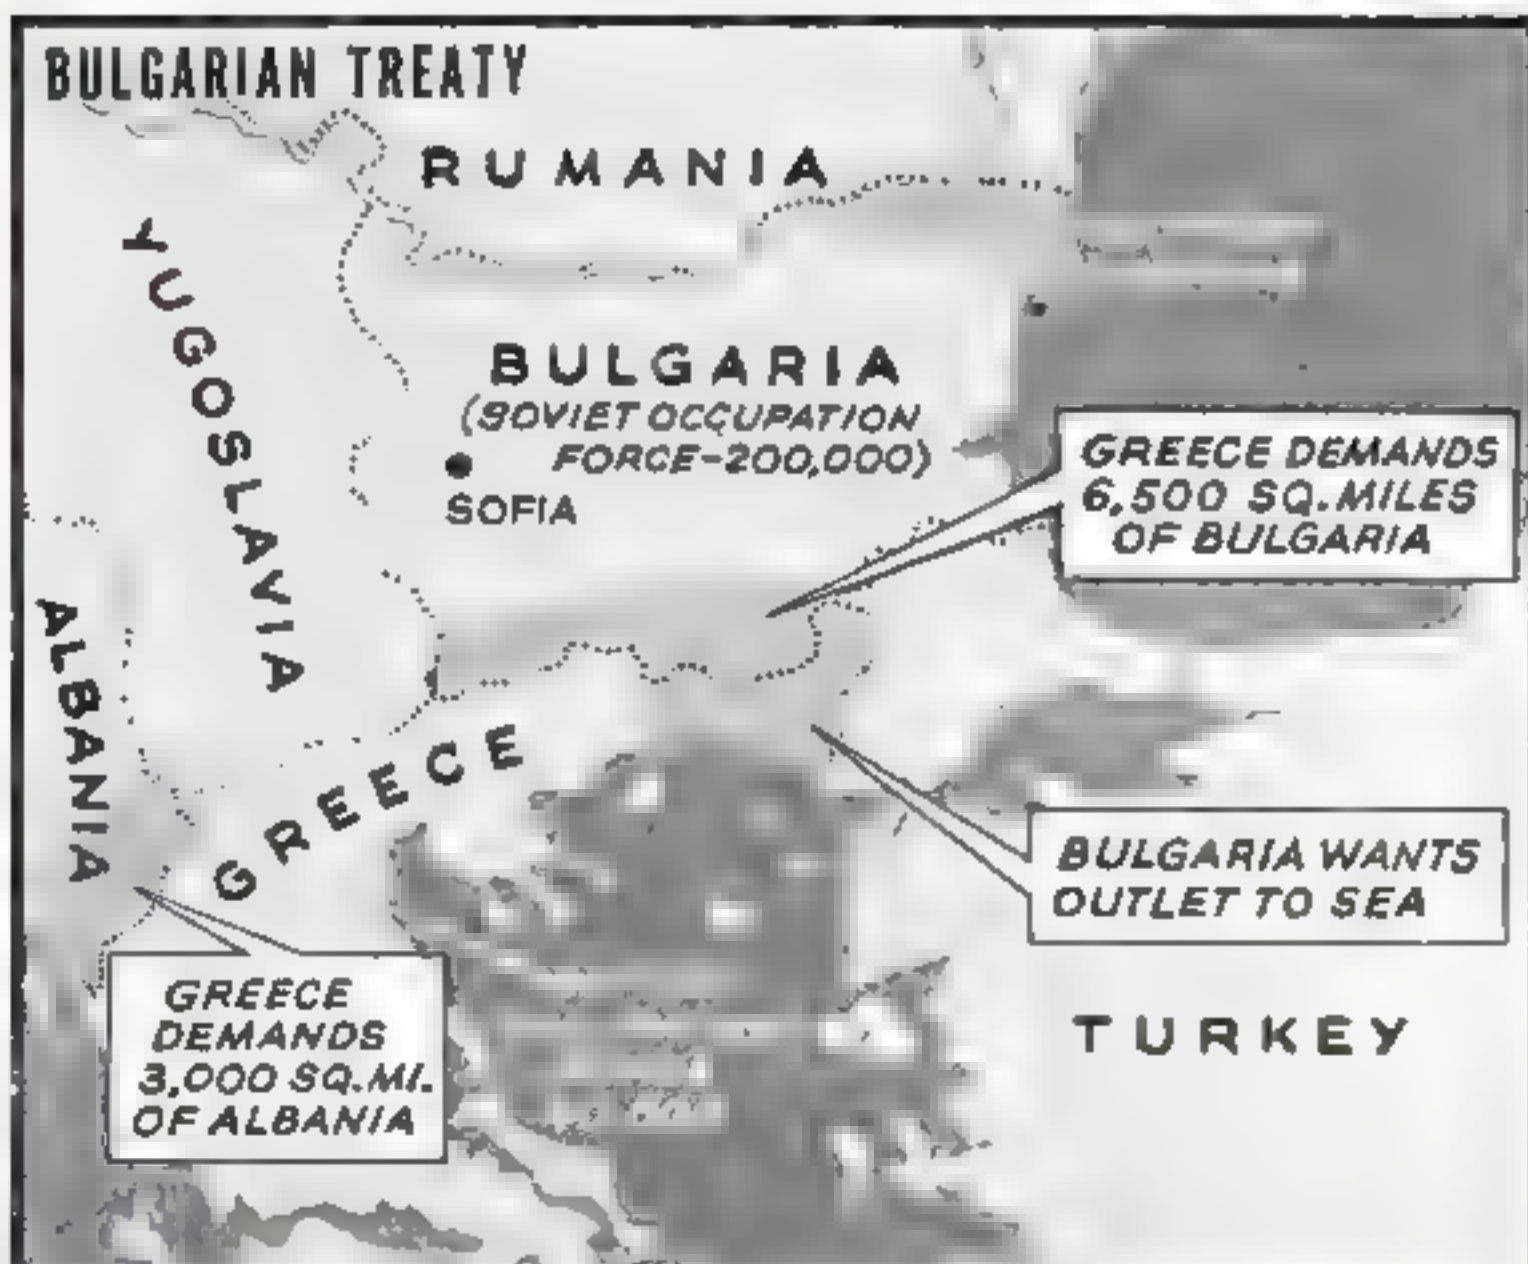 BULGARIAN TREATY
RUMANIA
YUGOSLAVIA
BULGARIA
(SOVIET OCCUPATION
FORCE-200,000)
SOFIA
GREECE DEMANDS
6,500 SQ.MILES
OF BULGARIA
ALBANIA
GREECE
BULGARIA WANTS
OUTLET TO SEA
GREECE
DEMANDS
3,000 SQ.MI.
OF ALBANIA
TURKEY